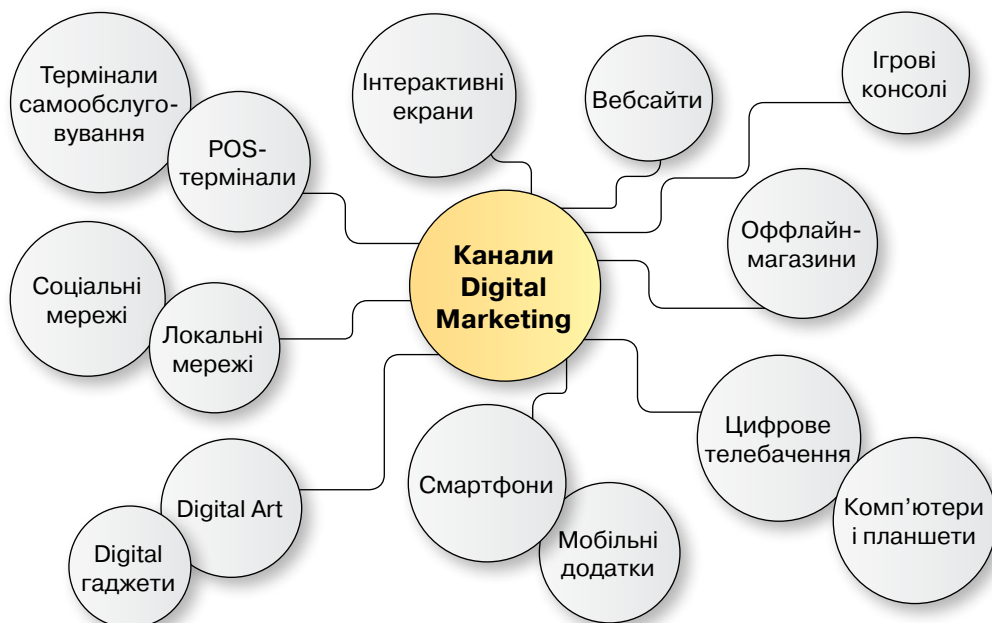 Термінали
самообслуго-
вування
POS-
термінали
Інтерактивні
екрани
Вебсайти
Ігрові
консолі
Канали
Digital
Marketing
Оффлайн-
магазини
Соціальні
мережі
Локальні
мережі
Digital Art
Digital
гаджети
Смартфони
Мобільні
додатки
Цифрове
телебачення
Комп’ютери
і планшети